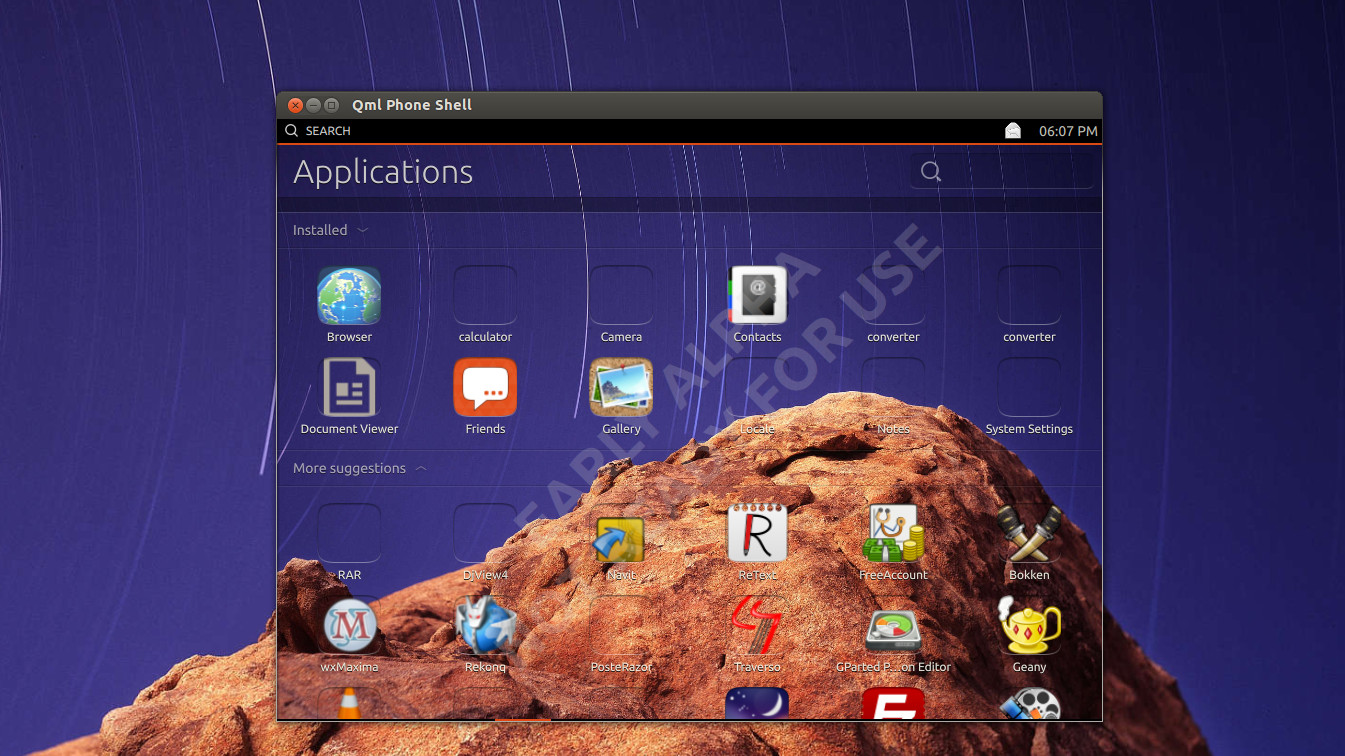 Qml Phone Shell
SEARCH
06:07 PM
Applications
Installed
Browser
calculator
Camera
Contacts
converter
converter
Document Viewer
Friends
Gallery
Locale
Notes
System Settings
More suggestions
RAR
DjView4
Navit
ReText
FreeAccount
Bokken
wxMaxima
Rekonq
PosteRazor
Traverso
GParted P...on Editor
Geany
EARLY ALPHA
READY FOR USE